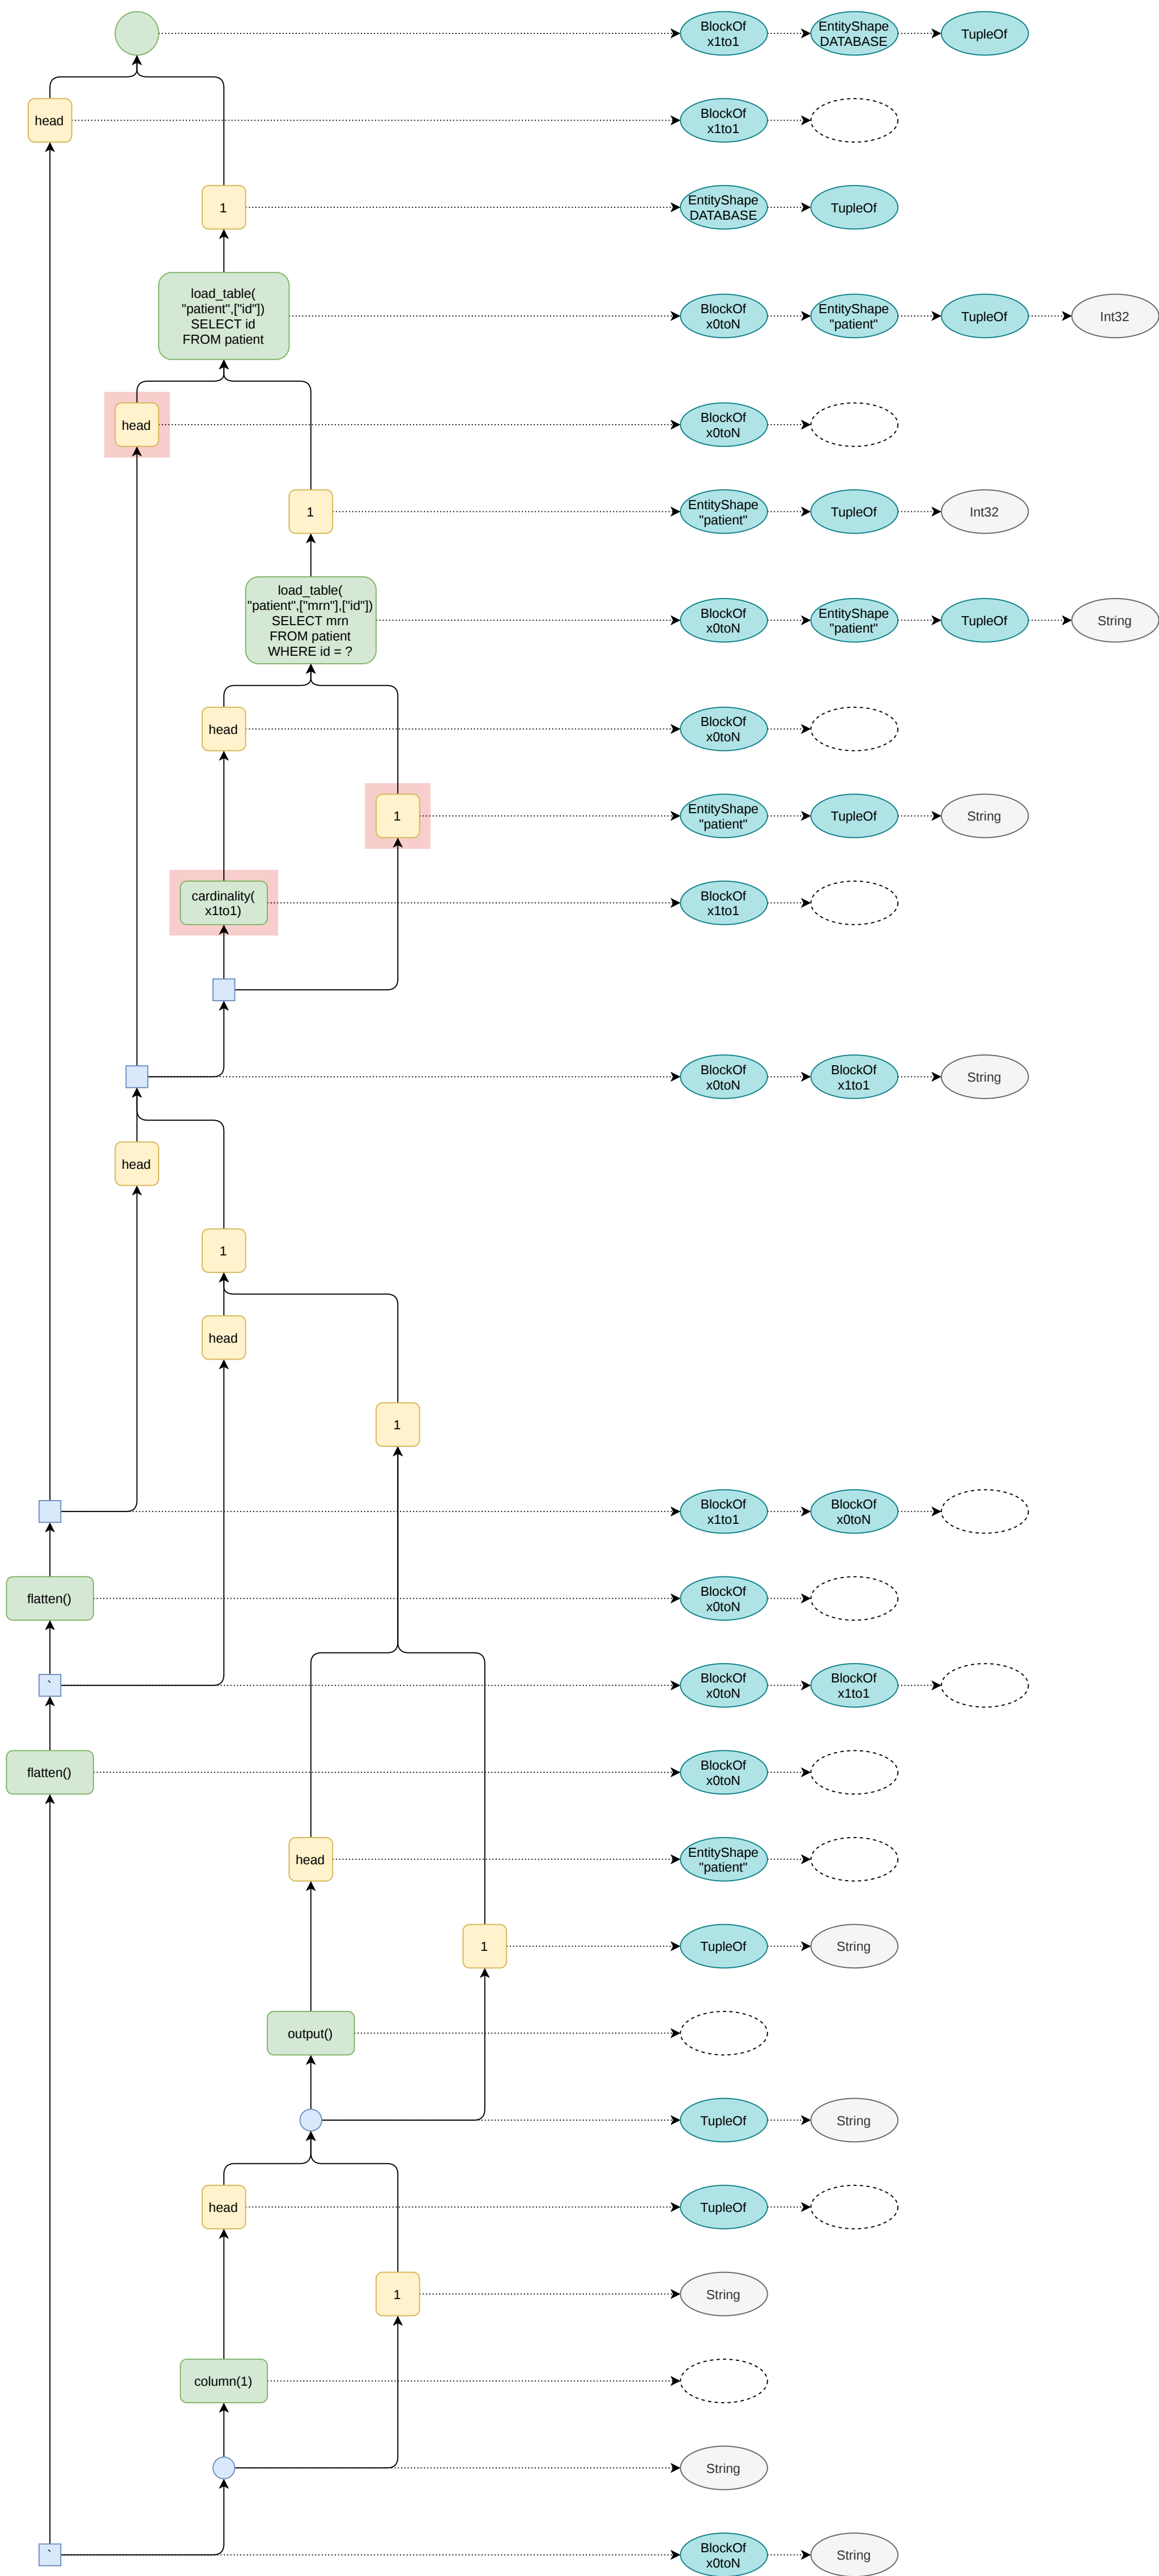 BlockOf
x1to1
EntityShape
DATABASE
TupleOf
head
BlockOf
x1to1
1
EntityShape
DATABASE
TupleOf
load_table(
"patient",["id"])
SELECT id
FROM patient
BlockOf
x0toN
EntityShape
"patient"
TupleOf
Int32
head
BlockOf
x0toN
1
EntityShape
"patient"
TupleOf
Int32
load_table(
"patient",["mrn"],["id"])
SELECT mrn
FROM patient
WHERE id = ?
BlockOf
x0toN
EntityShape
"patient"
TupleOf
String
head
BlockOf
x0toN
1
EntityShape
"patient"
TupleOf
String
cardinality(
x1to1)
BlockOf
x1to1
BlockOf
x0toN
BlockOf
x1to1
String
head
1
head
1
BlockOf
x1to1
BlockOf
x0toN
flatten()
BlockOf
x0toN
`
BlockOf
x0toN
BlockOf
x1to1
flatten()
BlockOf
x0toN
head
EntityShape
"patient"
1
TupleOf
String
output()
TupleOf
String
head
TupleOf
1
String
column(1)
String
`
BlockOf
x0toN
String